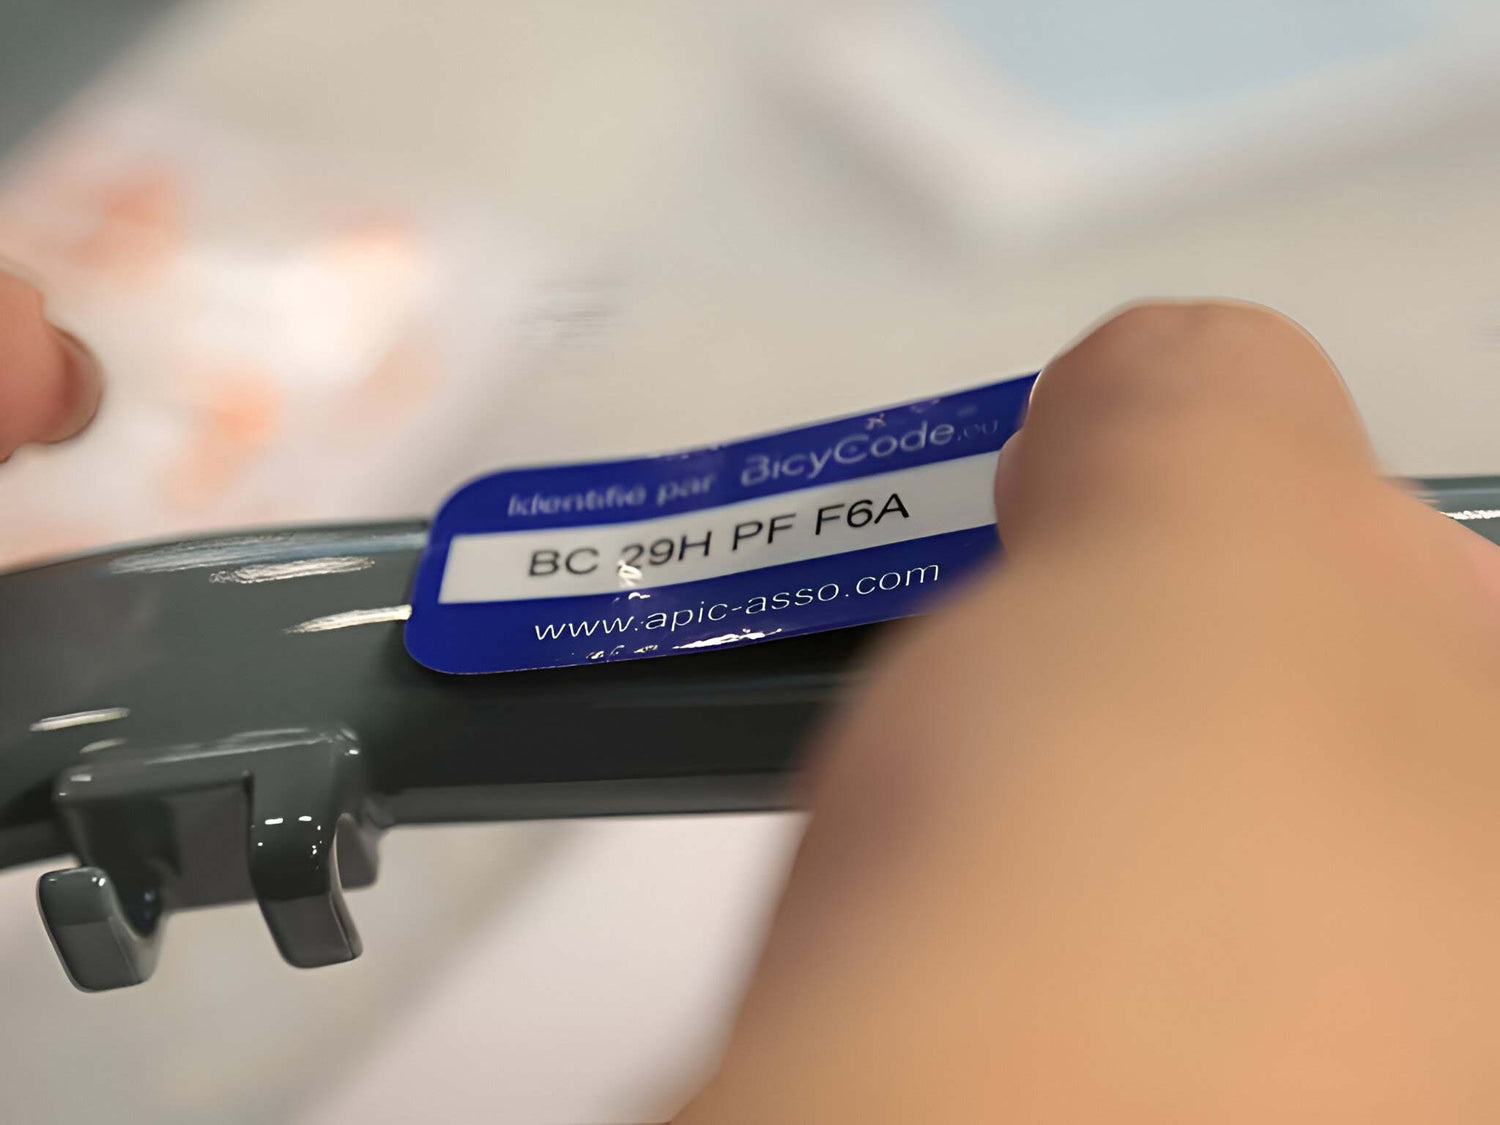 Identifié par BicyCode.eu
BC 29H PF F6A
www.apic-asso.com